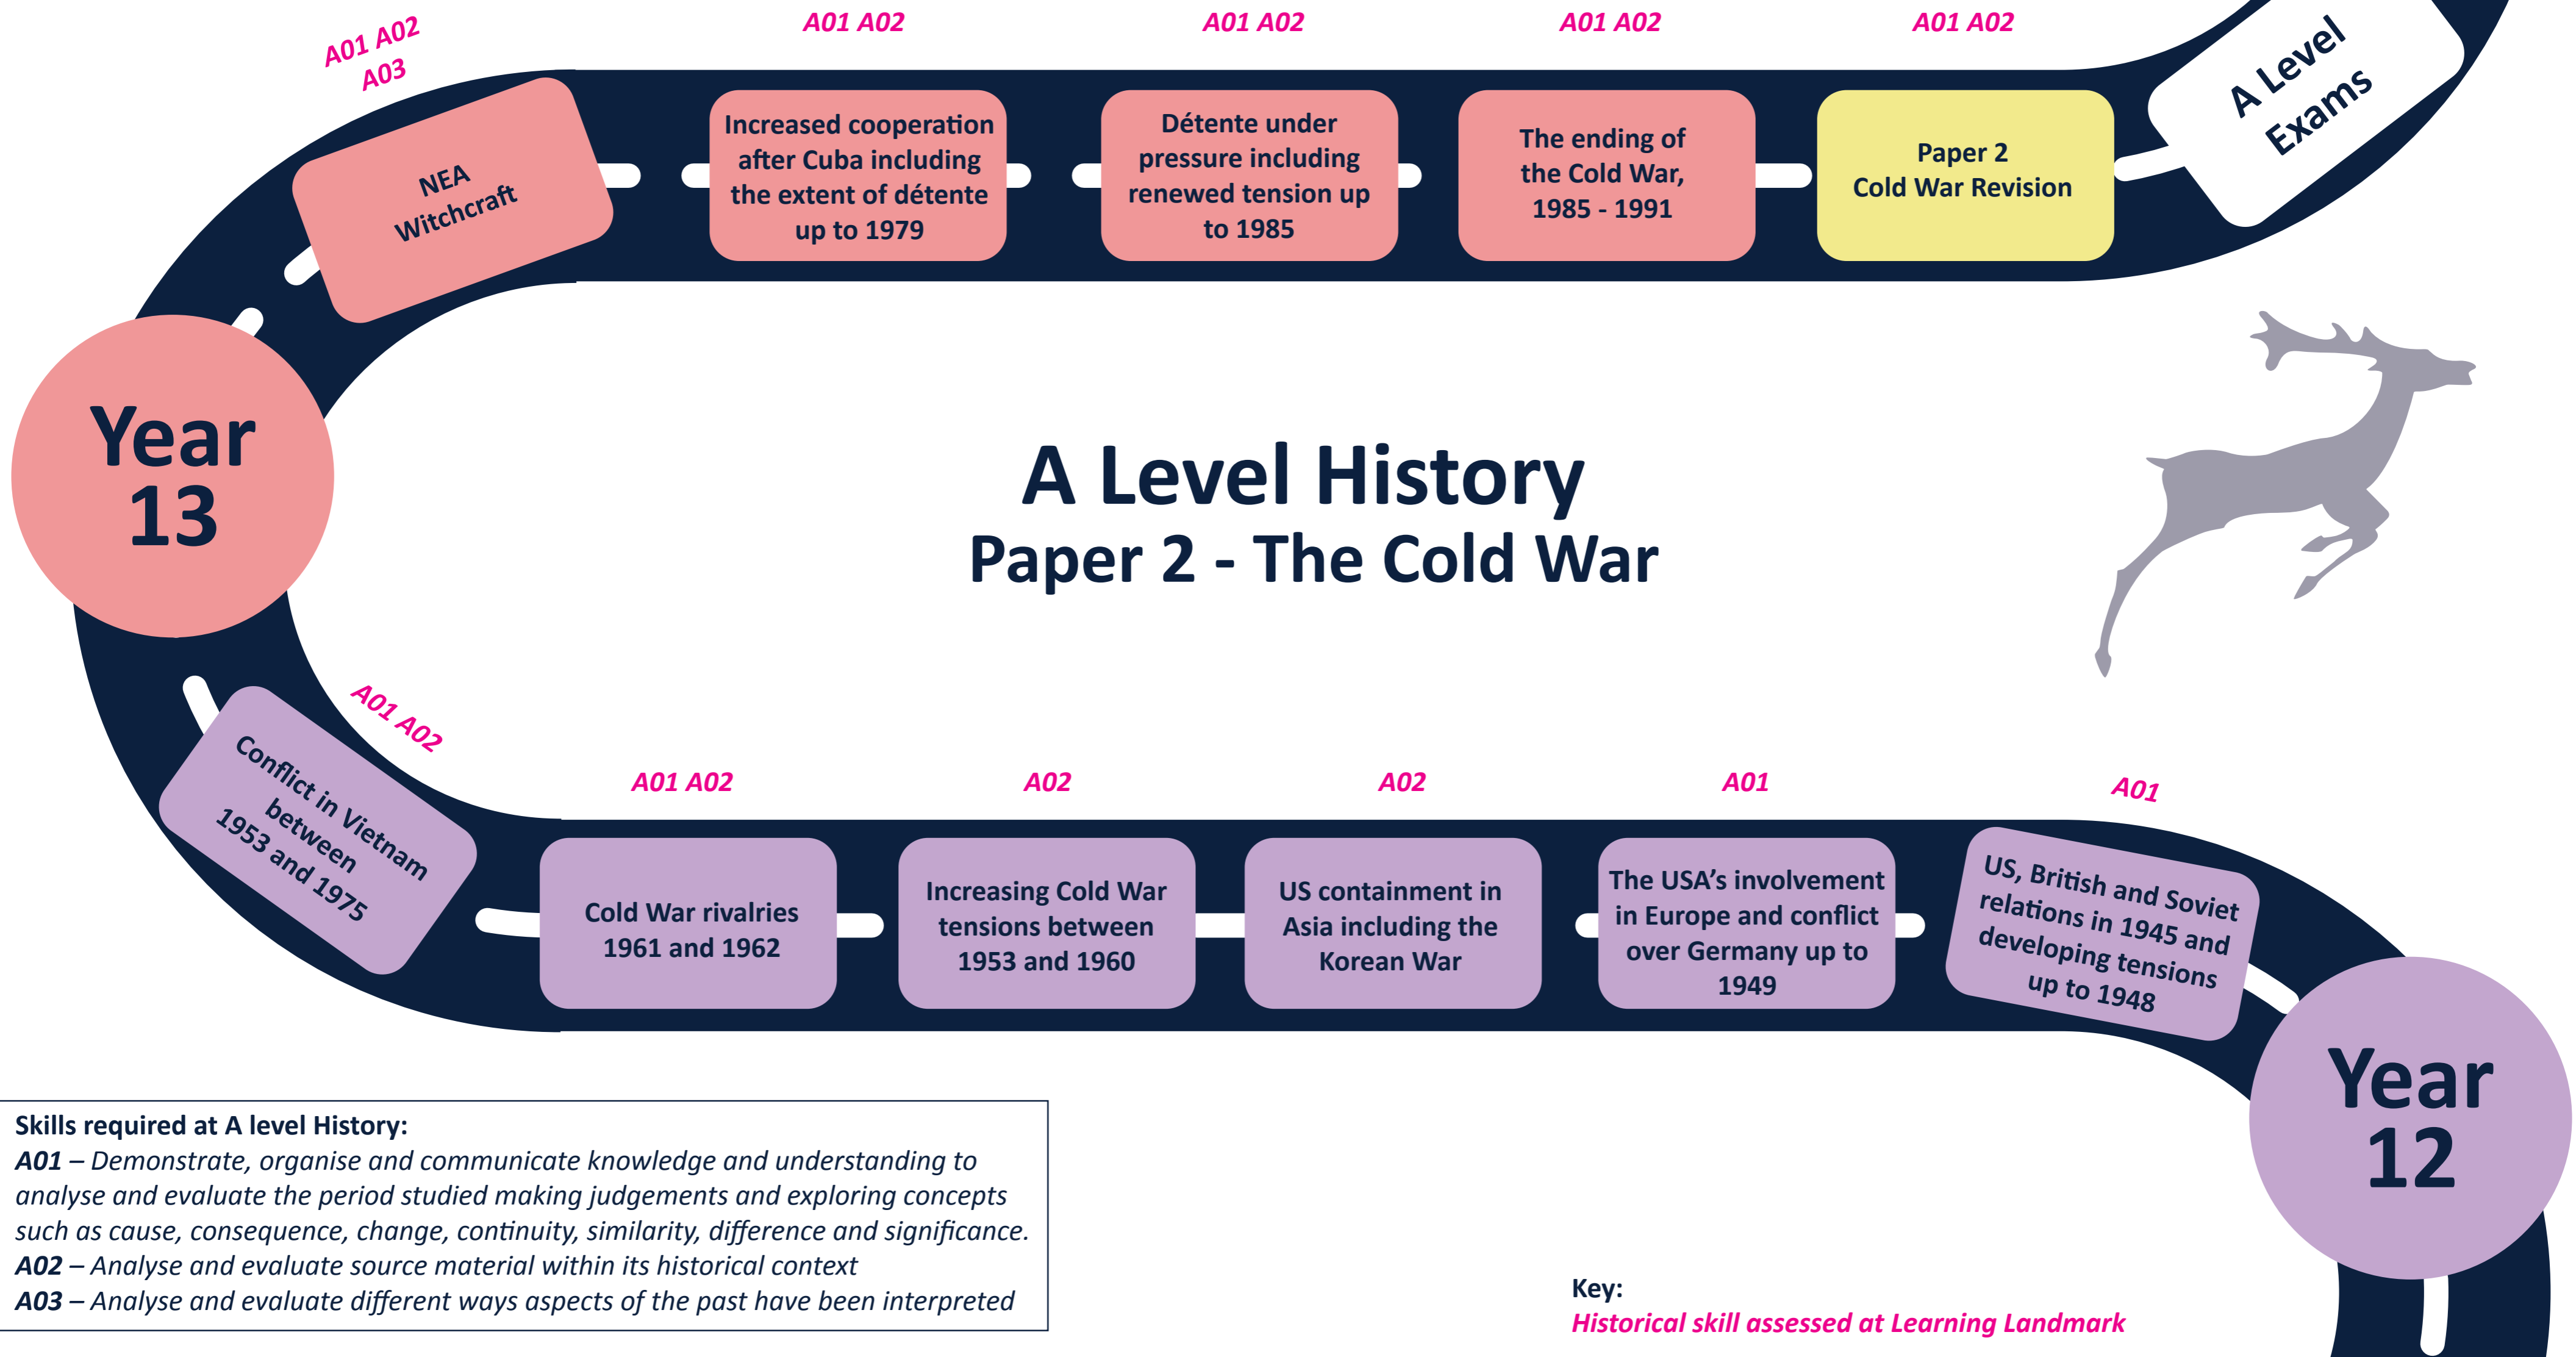 A01 A02
A03
A01 A02
A01 A02
A01 A02
A01 A02
NEA
Witchcraft
Increased cooperation
after Cuba including
the extent of détente
up to 1979
Détente under
pressure including
renewed tension up
to 1985
The ending of
the Cold War,
1985 - 1991
Paper 2
Cold War Revision
A Level
Exams
Year
13
A Level History
Paper 2 - The Cold War
A01 A02
A01 A02
A02
A02
A01
A01
Conflict in Vietnam
between
1953 and 1975
Cold War rivalries
1961 and 1962
Increasing Cold War
tensions between
1953 and 1960
US containment in
Asia including the
Korean War
The USA’s involvement
in Europe and conflict
over Germany up to
1949
US, British and Soviet
relations in 1945 and
developing tensions
up to 1948
Year
12
Skills required at A level History:
A01 – Demonstrate, organise and communicate knowledge and understanding to
analyse and evaluate the period studied making judgements and exploring concepts
such as cause, consequence, change, continuity, similarity, difference and significance.
A02 – Analyse and evaluate source material within its historical context
A03 – Analyse and evaluate different ways aspects of the past have been interpreted
Key:
Historical skill assessed at Learning Landmark